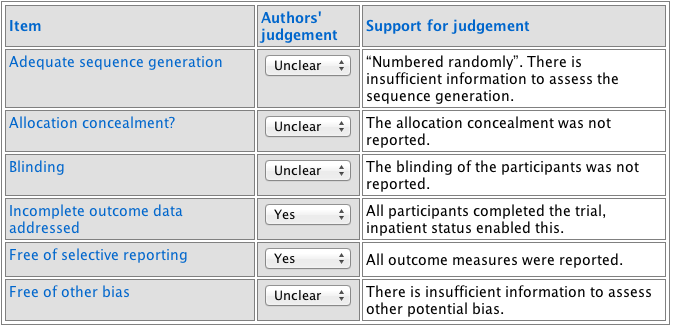 Item
Authors'
judgement
Support for judgement
Adequate sequence generation
Unclear
“Numbered randomly”. There is
insufficient information to assess the
sequence generation.
Allocation concealment?
Unclear
The allocation concealment was not
reported.
Blinding
Unclear
The blinding of the participants was not
reported.
Incomplete outcome data
addressed
Yes
All participants completed the trial,
inpatient status enabled this.
Free of selective reporting
Yes
All outcome measures were reported.
Free of other bias
Unclear
There is insufficient information to assess
other potential bias.